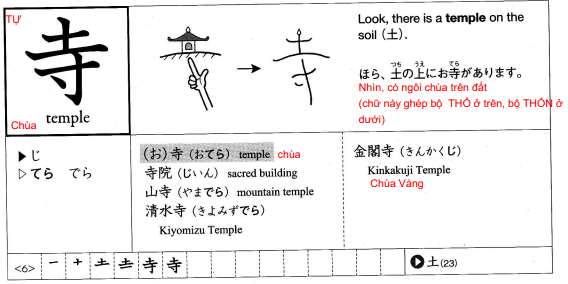 TỰ
寺
Chùa
temple
Look, there is a temple on the
soil (土).
つち うえ てら
ほら、土の上にお寺があります。
Nhìn, có ngôi chùa trên đất
(chữ này ghép bộ THỔ ở trên, bộ THỐN ở
dưới)
▶じ
▷てら でら
(お)寺 (おてら) temple chùa
寺院 (じいん) sacred building
山寺 (やまでら) mountain temple
清水寺 (きよみずでら)
Kiyomizu Temple
金閣寺 (きんかくじ)
Kinkakuji Temple
Chùa Vàng
<6> 一 十 土 圭 寺 寺
▶土(23)